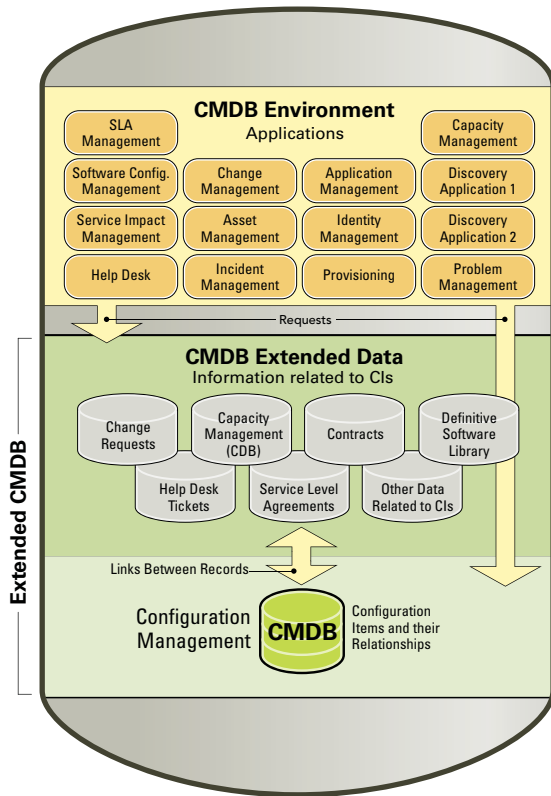 CMDB Environment
Applications
SLA
Management
Capacity
Management
Software Config.
Management
Change
Management
Application
Management
Discovery
Application 1
Service Impact
Management
Asset
Management
Identity
Management
Discovery
Application 2
Help Desk
Incident
Management
Provisioning
Problem
Management
Requests
Extended CMDB
CMDB Extended Data
Information related to CIs
Change
Requests
Capacity
Management
(CDB)
Contracts
Definitive
Software
Library
Help Desk
Tickets
Service Level
Agreements
Other Data
Related to CIs
Links Between Records
Configuration
Management
CMDB
Configuration
Items and their
Relationships